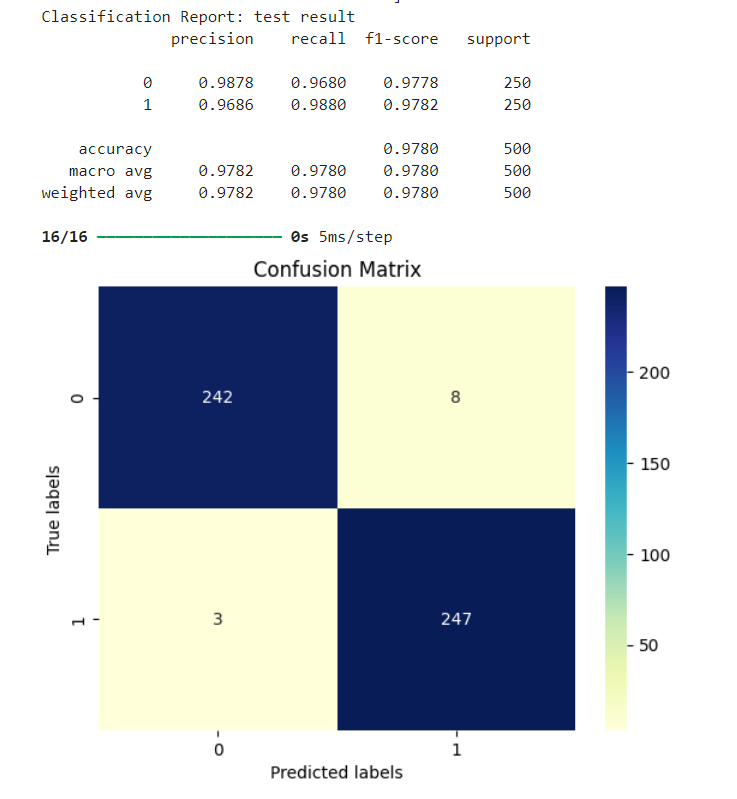 Classification Report: test result
precision recall f1-score support
0 0.9878 0.9680 0.9778 250
1 0.9686 0.9880 0.9782 250
accuracy 0.9780 500
macro avg 0.9782 0.9780 0.9780 500
weighted avg 0.9782 0.9780 0.9780 500
16/16 ━━━━━━━━━━━━━━━━━━━━ 0s 5ms/step
Confusion Matrix
200
0 242 8
150
True labels
100
1 3 247
50
0 1
Predicted labels